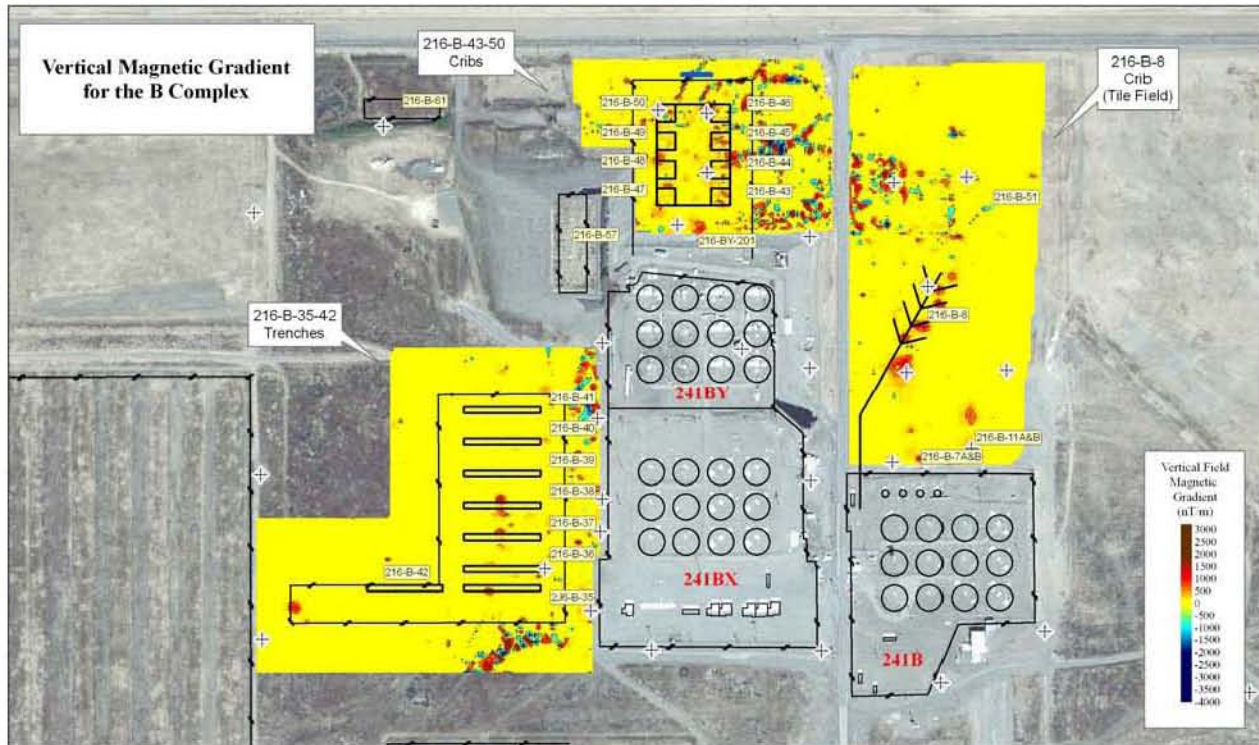 Vertical Magnetic Gradient
for the B Complex
216-B-43-50
Cribs
216-B-8
Crib
(Tile Field)
216-B-61
216-B-50
216-B-46
216-B-49
216-B-45
216-B-48
216-B-44
216-B-47
216-B-43
216-B-51
216-B-57
216-BY-201
216-B-35-42
Trenches
216-B-8
241BY
216-B-41
216-B-40
216-B-39
216-B-38
216-B-37
216-B-36
216-B-35
216-B-42
216-B-11A&B
216-B-7A&B
241BX
241B
Vertical Field
Magnetic
Gradient
(nT/m)
3000
2500
2000
1500
1000
500
0
-500
-1000
-1500
-2000
-2500
-3000
-3500
-4000